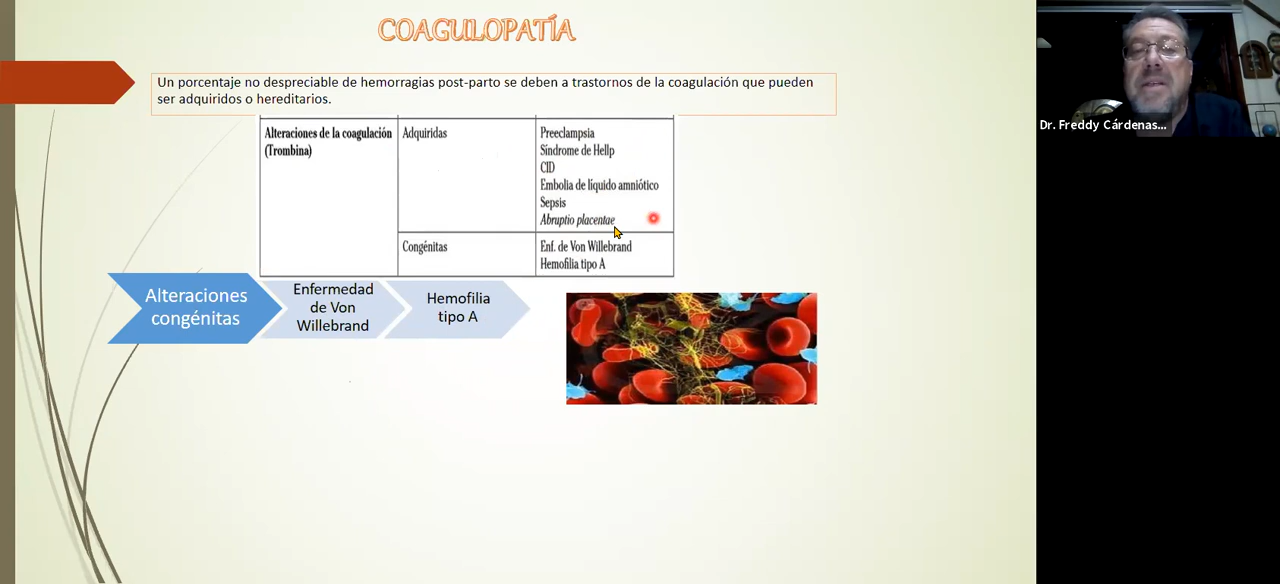 COAGULOPATÍA
Un porcentaje no despreciable de hemorragias post-parto se deben a trastornos de la coagulación que pueden
ser adquiridos o hereditarios.
Alteraciones de la coagulación
(Trombina)
Adquiridas
Preeclampsia
Síndrome de Hellp
CID
Embolia de líquido amniótico
Sepsis
Abruptio placentae
Congénitas
Enf. de Von Willebrand
Hemofilia tipo A
Alteraciones
congénitas
Enfermedad
de Von
Willebrand
Hemofilia
tipo A
Dr. Freddy Cárdenas...